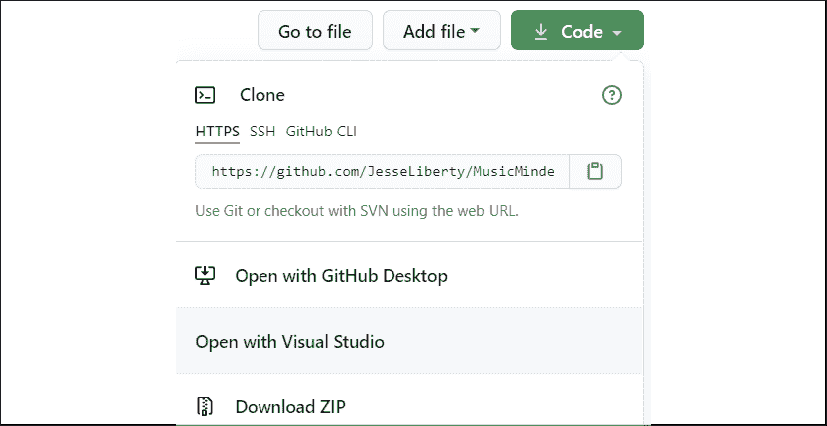 Go to file Add file Code
Clone
HTTPS SSH GitHub CLI
https://github.com/JesseLiberty/MusicMinde
Use Git or checkout with SVN using the web URL.
Open with GitHub Desktop
Open with Visual Studio
Download ZIP